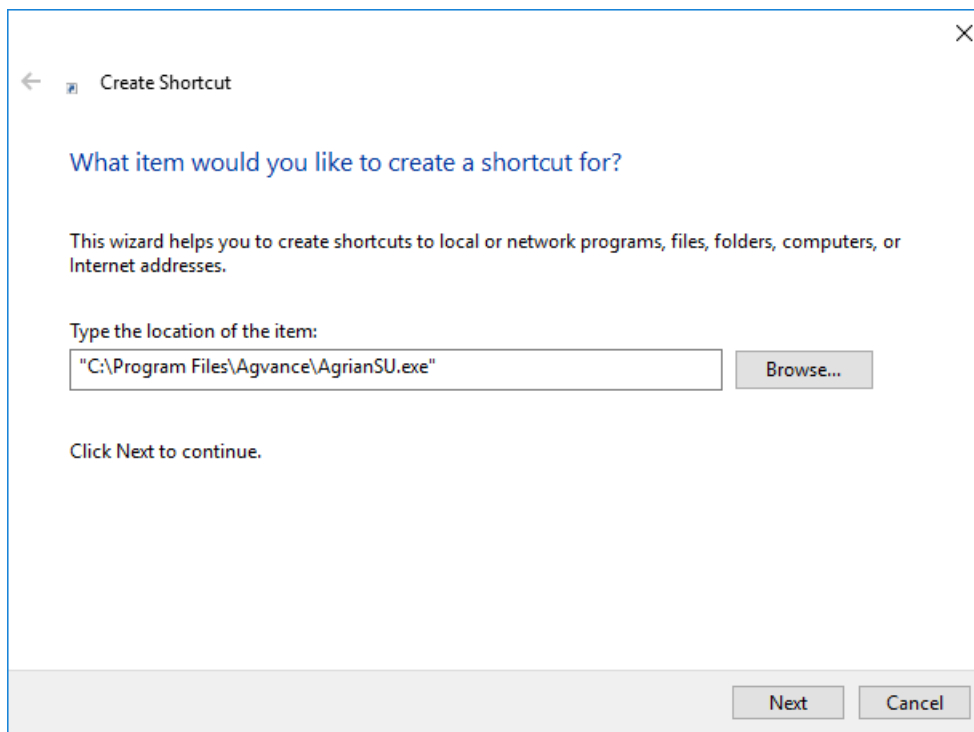 Create Shortcut
What item would you like to create a shortcut for?
This wizard helps you to create shortcuts to local or network programs, files, folders, computers, or
Internet addresses.
Type the location of the item:
"C:\Program Files\Agvance\AgrianSU.exe"
Browse...
Click Next to continue.
Next
Cancel